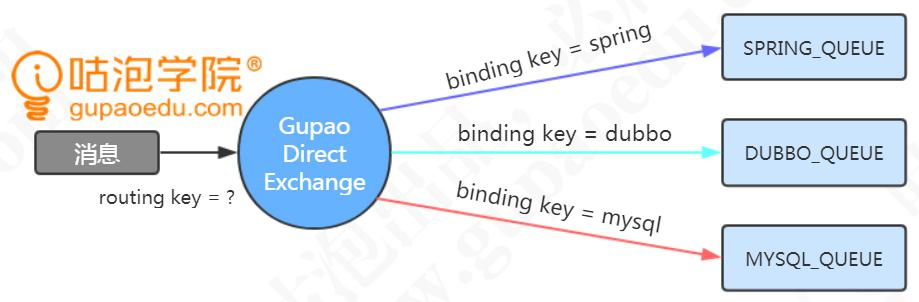 咕泡学院®
gupaoedu.com
消息
routing key = ?
Gupao
Direct
Exchange
binding key = spring
SPRING_QUEUE
binding key = dubbo
DUBBO_QUEUE
binding key = mysql
MYSQL_QUEUE